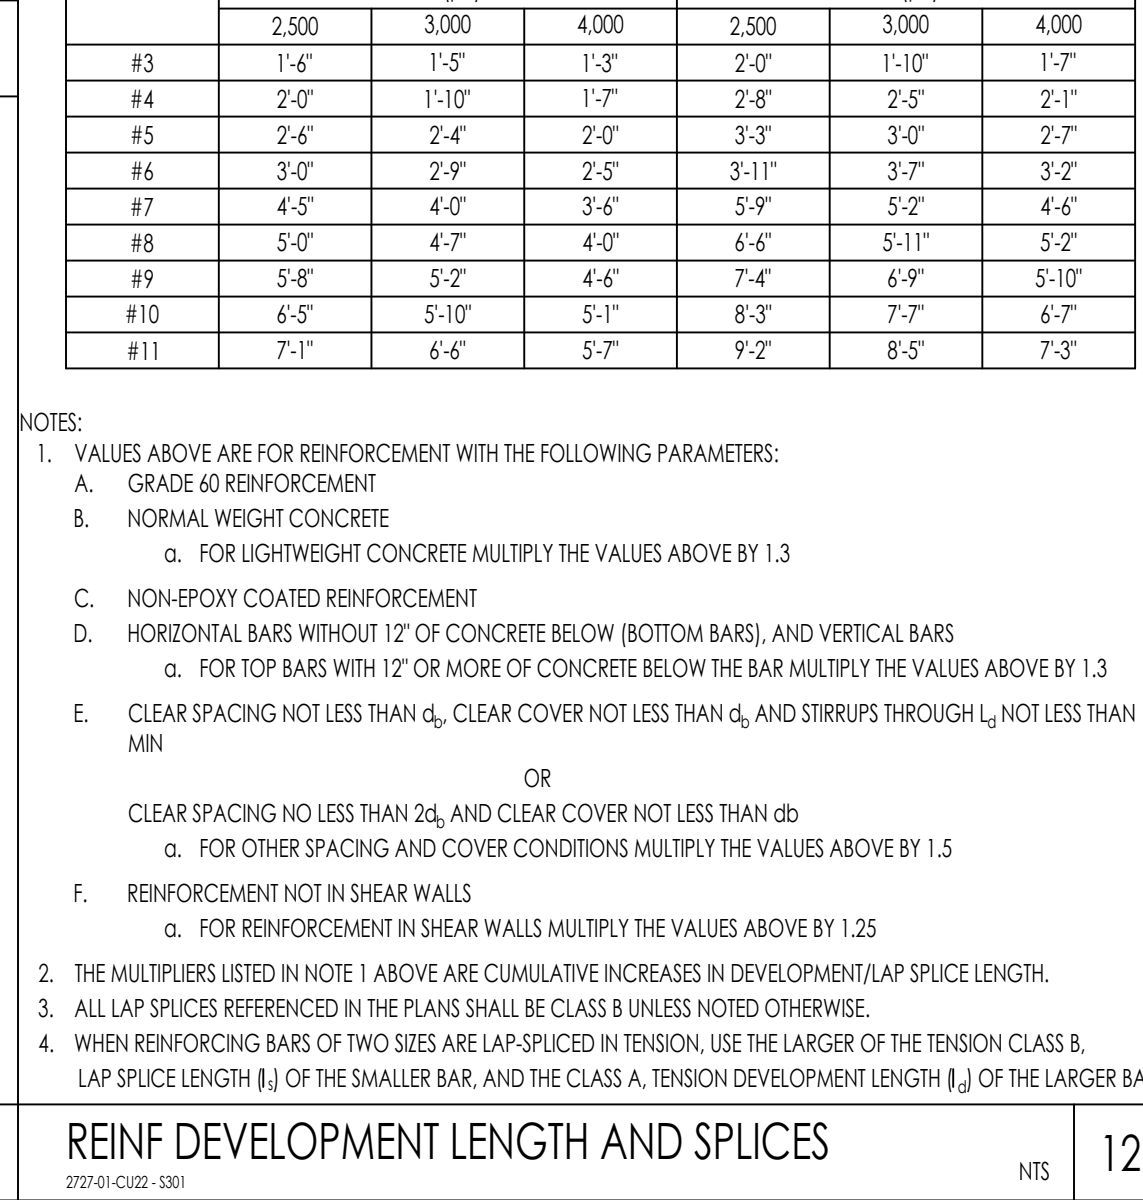 2,500 3,000 4,000 2,500 3,000 4,000
#3 1'-6" 1'-5" 1'-3" 2'-0" 1'-10" 1'-7"
#4 2'-0" 1'-10" 1'-7" 2'-8" 2'-5" 2'-1"
#5 2'-6" 2'-4" 2'-0" 3'-3" 3'-0" 2'-7"
#6 3'-0" 2'-9" 2'-5" 3'-11" 3'-7" 3'-2"
#7 4'-5" 4'-0" 3'-6" 5'-9" 5'-2" 4'-6"
#8 5'-0" 4'-7" 4'-0" 6'-6" 5'-11" 5'-2"
#9 5'-8" 5'-2" 4'-6" 7'-4" 6'-9" 5'-10"
#10 6'-5" 5'-10" 5'-1" 8'-3" 7'-7" 6'-7"
#11 7'-1" 6'-6" 5'-7" 9'-2" 8'-5" 7'-3"
NOTES:
1. VALUES ABOVE ARE FOR REINFORCEMENT WITH THE FOLLOWING PARAMETERS:
A. GRADE 60 REINFORCEMENT
B. NORMAL WEIGHT CONCRETE
a. FOR LIGHTWEIGHT CONCRETE MULTIPLY THE VALUES ABOVE BY 1.3
C. NON-EPOXY COATED REINFORCEMENT
D. HORIZONTAL BARS WITHOUT 12" OF CONCRETE BELOW (BOTTOM BARS), AND VERTICAL BARS
a. FOR TOP BARS WITH 12" OR MORE OF CONCRETE BELOW THE BAR MULTIPLY THE VALUES ABOVE BY 1.3
E. CLEAR SPACING NOT LESS THAN db, CLEAR COVER NOT LESS THAN db AND STIRRUPS THROUGH Ld NOT LESS THAN
MIN
OR
CLEAR SPACING NO LESS THAN 2db AND CLEAR COVER NOT LESS THAN db
a. FOR OTHER SPACING AND COVER CONDITIONS MULTIPLY THE VALUES ABOVE BY 1.5
F. REINFORCEMENT NOT IN SHEAR WALLS
a. FOR REINFORCEMENT IN SHEAR WALLS MULTIPLY THE VALUES ABOVE BY 1.25
2. THE MULTIPLIERS LISTED IN NOTE 1 ABOVE ARE CUMULATIVE INCREASES IN DEVELOPMENT/LAP SPLICE LENGTH.
3. ALL LAP SPLICES REFERENCED IN THE PLANS SHALL BE CLASS B UNLESS NOTED OTHERWISE.
4. WHEN REINFORCING BARS OF TWO SIZES ARE LAP-SPLICED IN TENSION, USE THE LARGER OF THE TENSION CLASS B,
LAP SPLICE LENGTH (ls) OF THE SMALLER BAR, AND THE CLASS A, TENSION DEVELOPMENT LENGTH (ld) OF THE LARGER BA
REINF DEVELOPMENT LENGTH AND SPLICES
2727-01-CU22 - S301
NTS
12